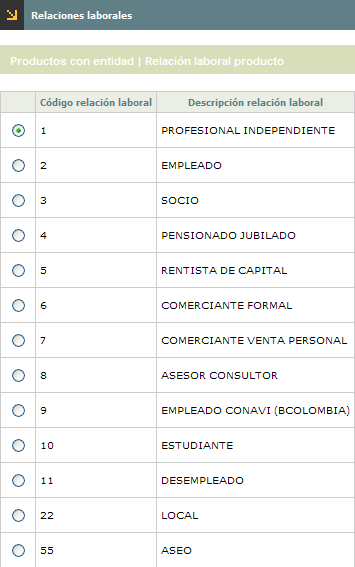 Relaciones laborales
Productos con entidad | Relación laboral producto
Código relación laboral Descripción relación laboral
1 PROFESIONAL INDEPENDIENTE
2 EMPLEADO
3 SOCIO
4 PENSIONADO JUBILADO
5 RENTISTA DE CAPITAL
6 COMERCIANTE FORMAL
7 COMERCIANTE VENTA PERSONAL
8 ASESOR CONSULTOR
9 EMPLEADO CONAVI (BCOLOMBIA)
10 ESTUDIANTE
11 DESEMPLEADO
22 LOCAL
55 ASEO